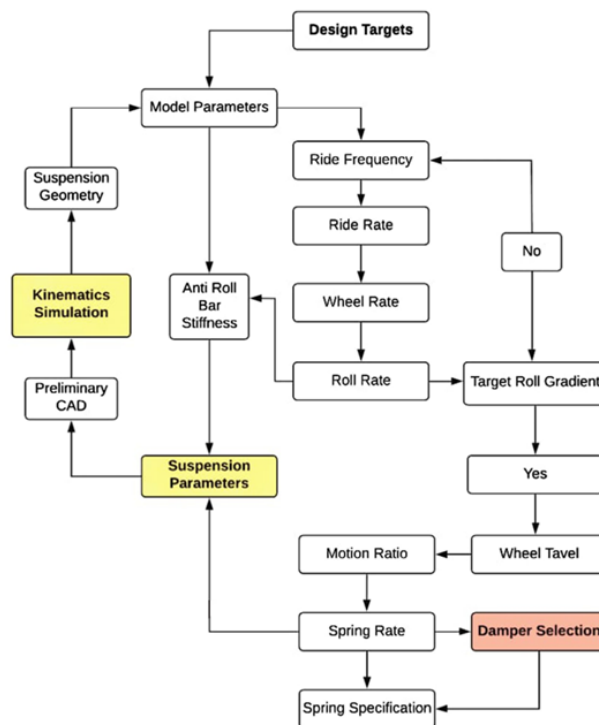 Design Targets
Model Parameters
Ride Frequency
Suspension
Geometry
Ride Rate
No
Kinematics
Simulation
Anti Roll
Bar
Stiffness
Wheel Rate
Preliminary
CAD
Roll Rate
Target Roll Gradient
Suspension
Parameters
Yes
Motion Ratio
Wheel Tavel
Spring Rate
Damper Selection
Spring Specification